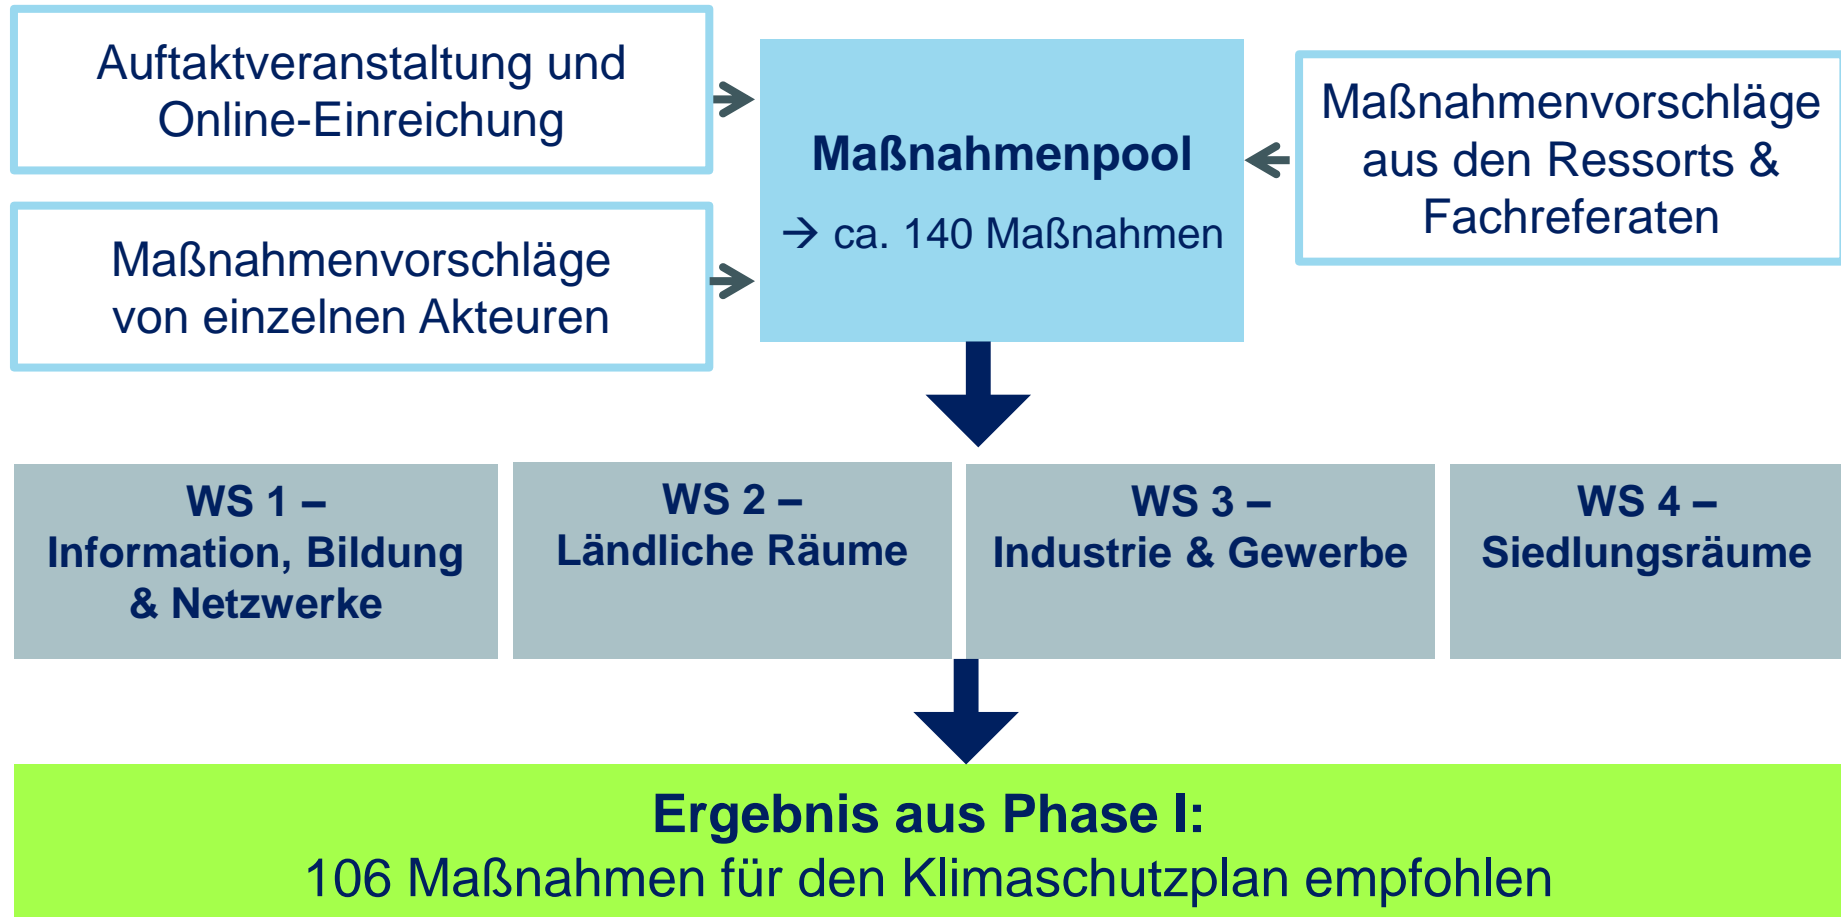 Auftaktveranstaltung und
Online-Einreichung
Maßnahmenvorschläge
von einzelnen Akteuren
Maßnahmenpool
→ ca. 140 Maßnahmen
Maßnahmenvorschläge
aus den Ressorts &
Fachreferaten
WS 1 –
Information, Bildung
& Netzwerke
WS 2 –
Ländliche Räume
WS 3 –
Industrie & Gewerbe
WS 4 –
Siedlungsräume
Ergebnis aus Phase I:
106 Maßnahmen für den Klimaschutzplan empfohlen